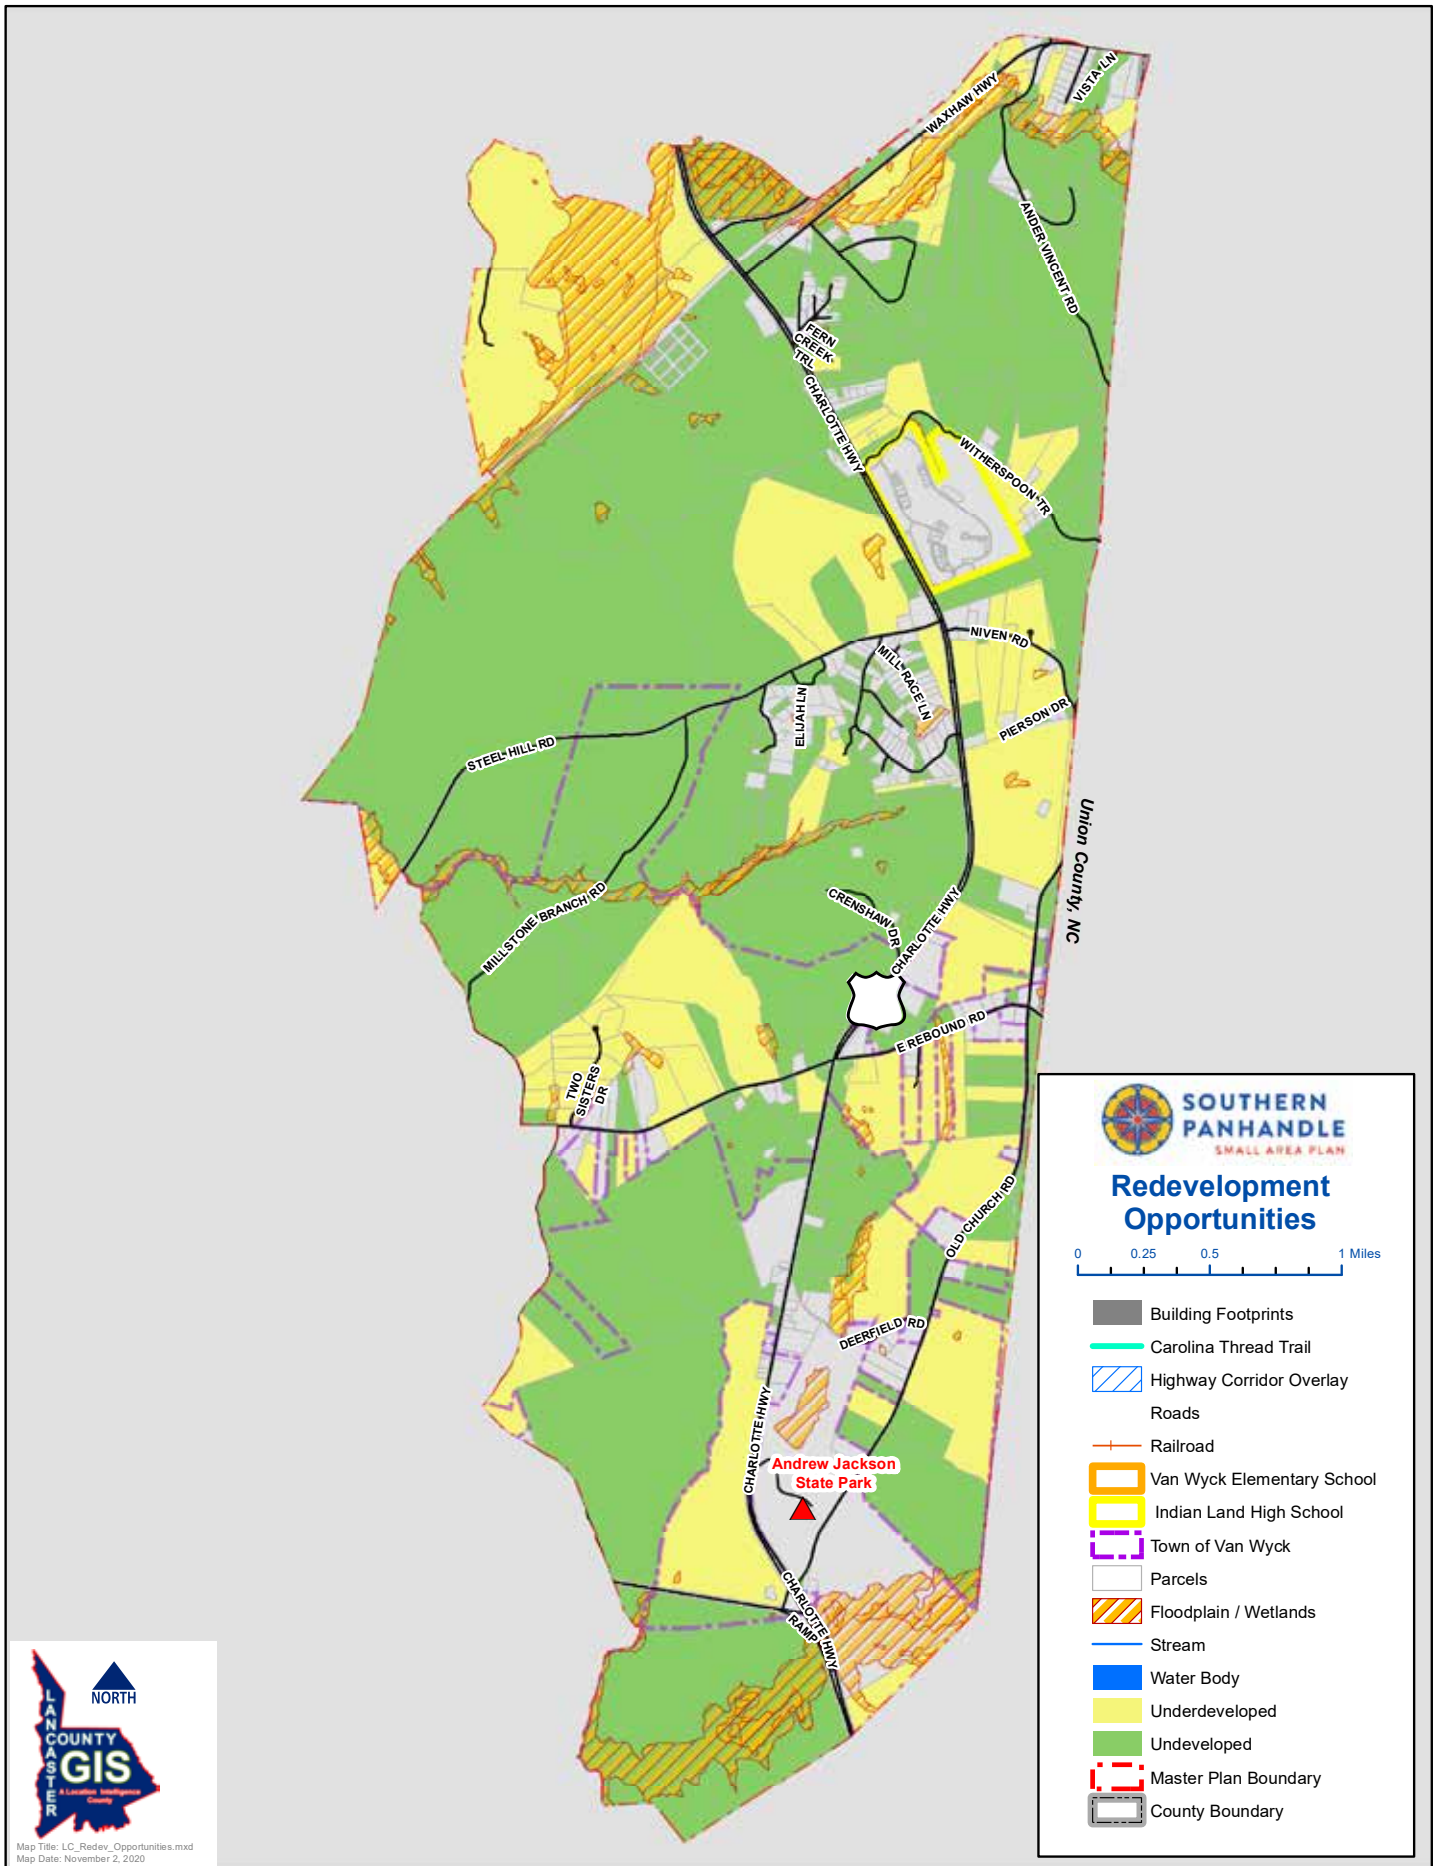 VISTA LN
WAXHAW HWY
ANDER VINCENT RD
FERN
CREEK
TRL
CHARLOTTE HWY
WITHERSPOON TR
NIVEN RD
MILL RACE LN
ELIJAH LN
PIERSON DR
STEEL HILL RD
Union County, NC
MILLSTONE BRANCH RD
CRENSHAW DR
CHARLOTTE HWY
E REBOUND RD
TWO
SISTERS
DR
OLD CHURCH RD
DEERFIELD RD
CHARLOTTE HWY
Andrew Jackson
State Park
CHARLOTTE HWY
RAMP
SOUTHERN
PANHANDLE
SMALL AREA PLAN
Redevelopment
Opportunities
0 0.25 0.5 1 Miles
Building Footprints
Carolina Thread Trail
Highway Corridor Overlay
Roads
Railroad
Van Wyck Elementary School
Indian Land High School
Town of Van Wyck
Parcels
Floodplain / Wetlands
Stream
Water Body
Underdeveloped
Undeveloped
Master Plan Boundary
County Boundary
NORTH
LANCASTER
COUNTY
GIS
A Location Intelligence
County
Map Title: LC_Redev_Opportunities.mxd
Map Date: November 2, 2020